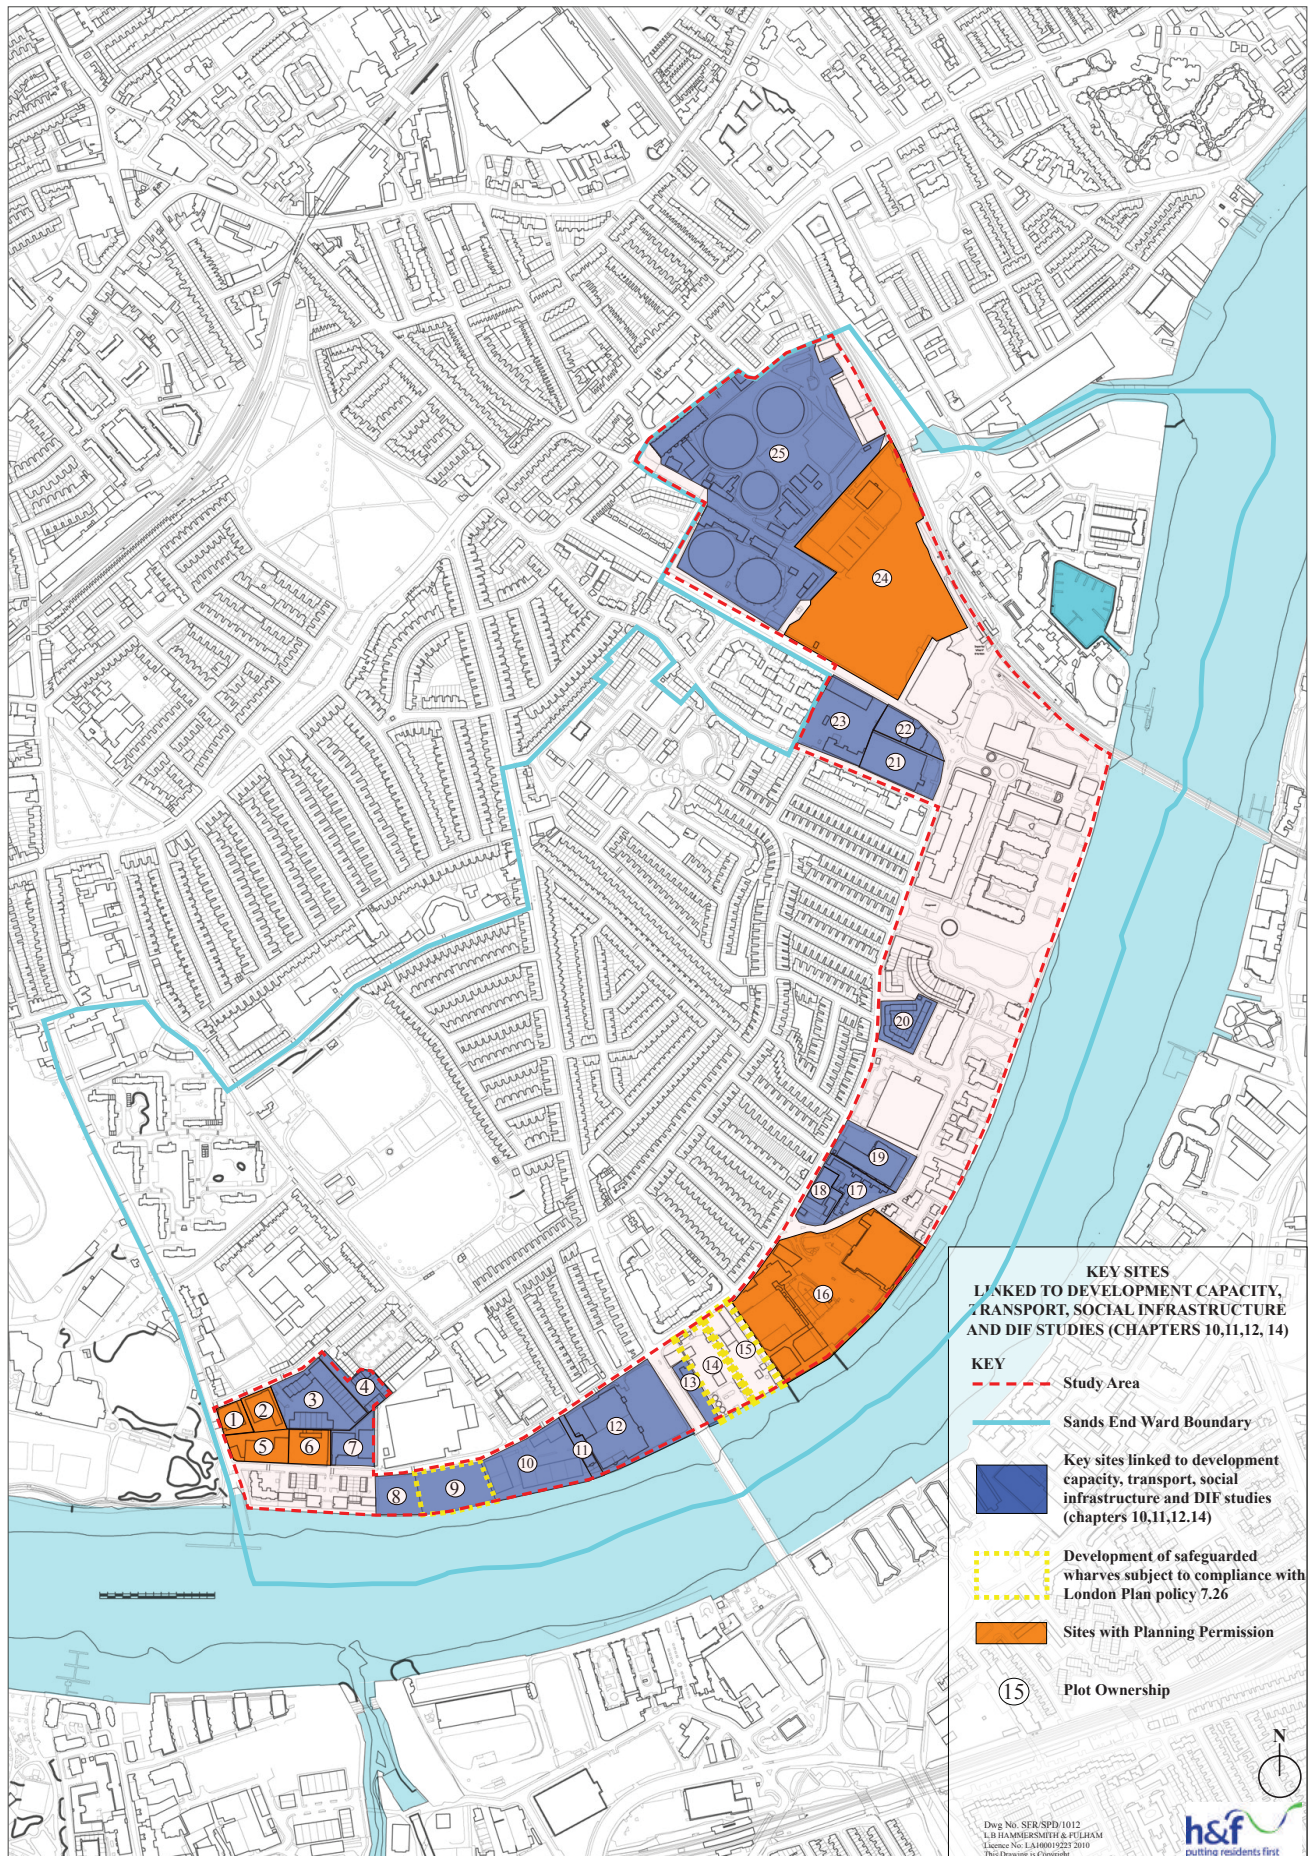 25
24
23
22
21
20
19
18
17
16
15
14
13
12
11
10
9
8
1
2
3
4
5
6
7
KEY SITES
LINKED TO DEVELOPMENT CAPACITY,
TRANSPORT, SOCIAL INFRASTRUCTURE
AND DIF STUDIES (CHAPTERS 10,11,12, 14)
KEY
Study Area
Sands End Ward Boundary
Key sites linked to development
capacity, transport, social
infrastructure and DIF studies
(chapters 10,11,12.14)
Development of safeguarded
wharves subject to compliance with
London Plan policy 7.26
Sites with Planning Permission
15 Plot Ownership
N
Dwg No. SFR/SPD/1012
L.B HAMMERSMITH & FULHAM
Licence No: LA100019223 2010
This Drawing is Copyright
h&f
putting residents first